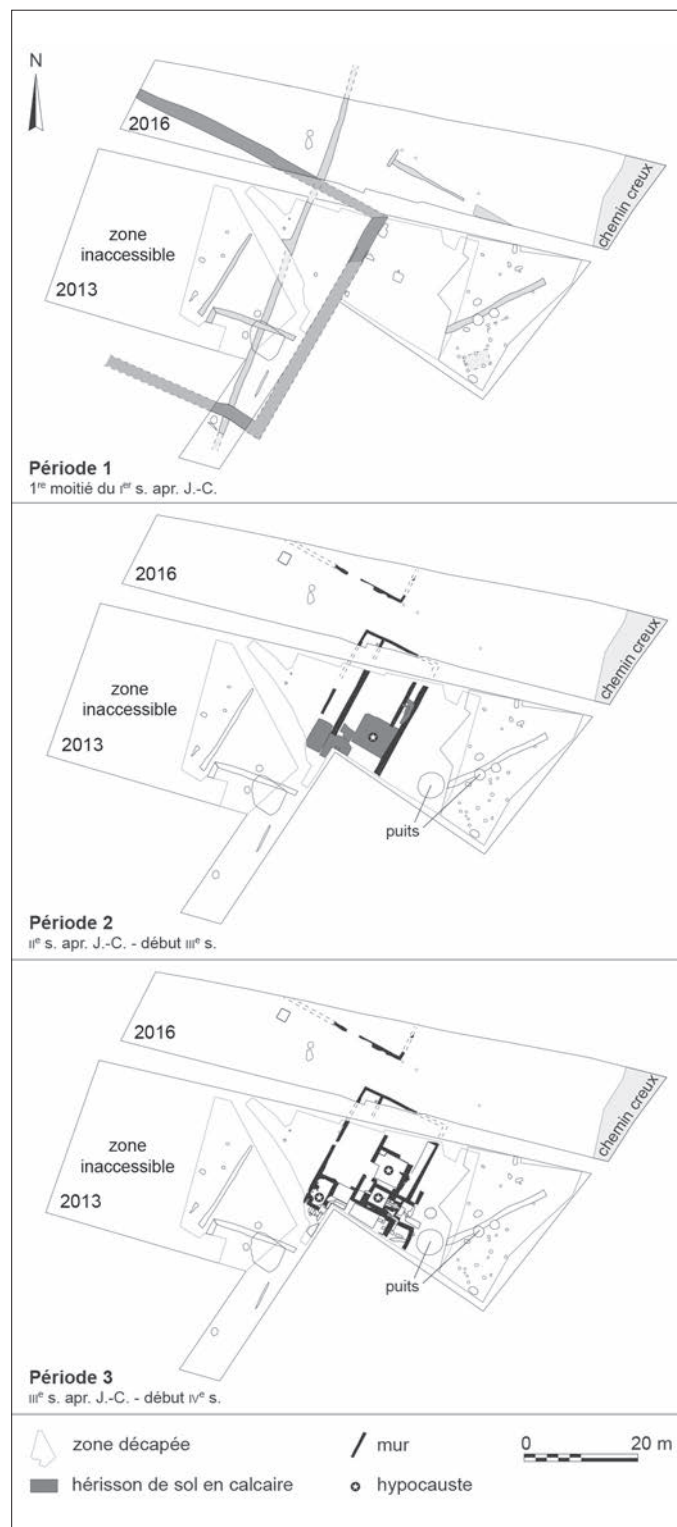 N
2016
chemin creux
zone
inaccessible
2013
Période 1
1re moitié du Ier s. apr. J.-C.
2016
chemin creux
zone
inaccessible
2013
puits
Période 2
IIe s. apr. J.-C. - début IIIe s.
2016
chemin creux
zone
inaccessible
2013
puits
Période 3
IIIe s. apr. J.-C. - début IVe s.
zone décapée
mur
0 20 m
hérisson de sol en calcaire
hypocauste